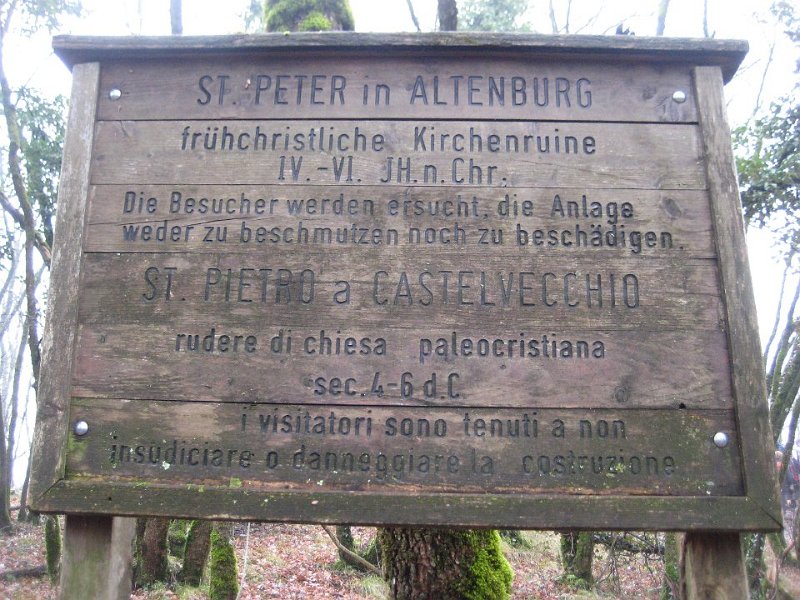 ST. PETER in ALTENBURG
frühchristliche Kirchenruine
IV.-VI. JH.n.Chr.
Die Besucher werden ersucht, die Anlage
weder zu beschmutzen noch zu beschädigen.
ST. PIETRO a CASTELVECCHIO
rudere di chiesa paleocristiana
sec. 4-6 d.C.
i visitatori sono tenuti a non
insudiciare o danneggiare la costruzione